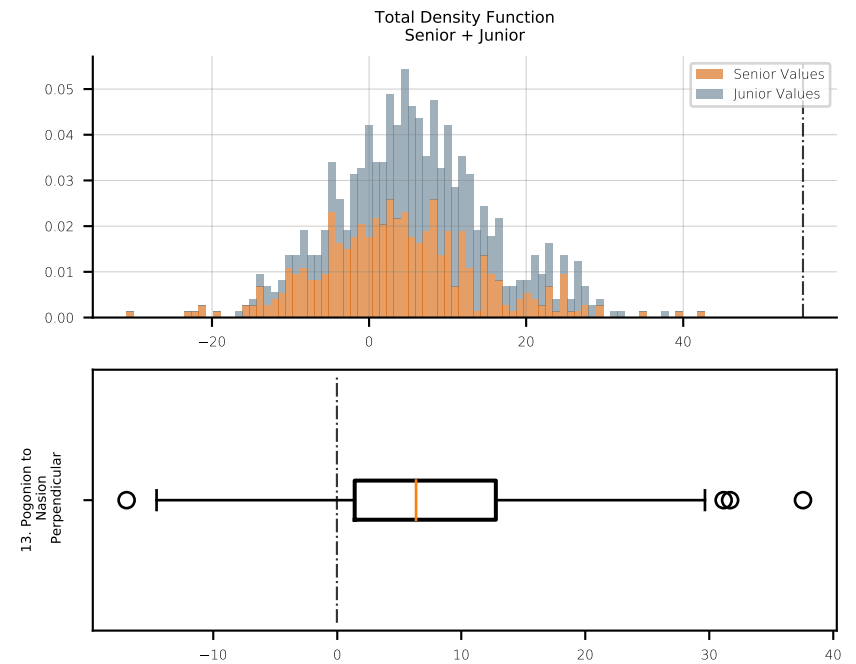 Total Density Function
Senior + Junior
Senior Values
Junior Values
0.05
0.04
0.03
0.02
0.01
0.00
−20
0
20
40
13. Pogonion to
Nasion
Perpendicular
−10
0
10
20
30
40